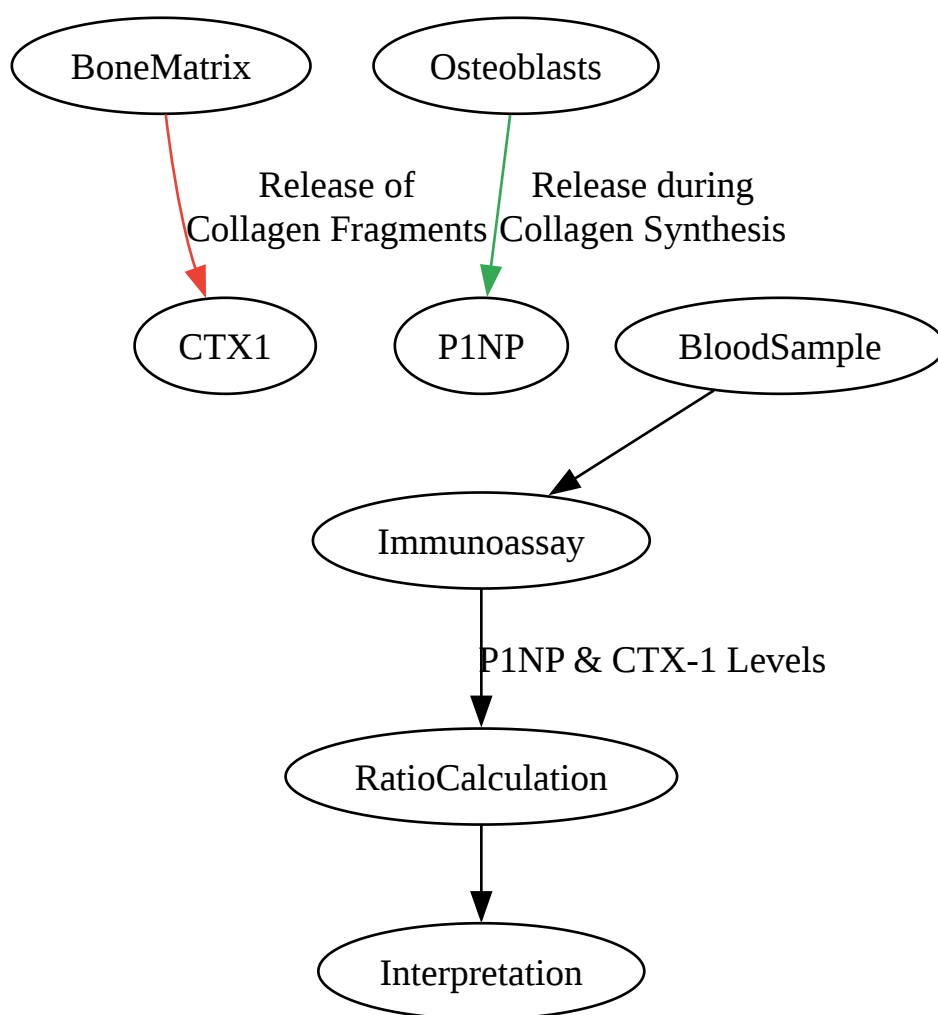 BoneMatrix
Osteoblasts
Release of
Collagen Fragments
Release during
Collagen Synthesis
CTX1
P1NP
BloodSample
Immunoassay
P1NP & CTX-1 Levels
RatioCalculation
Interpretation